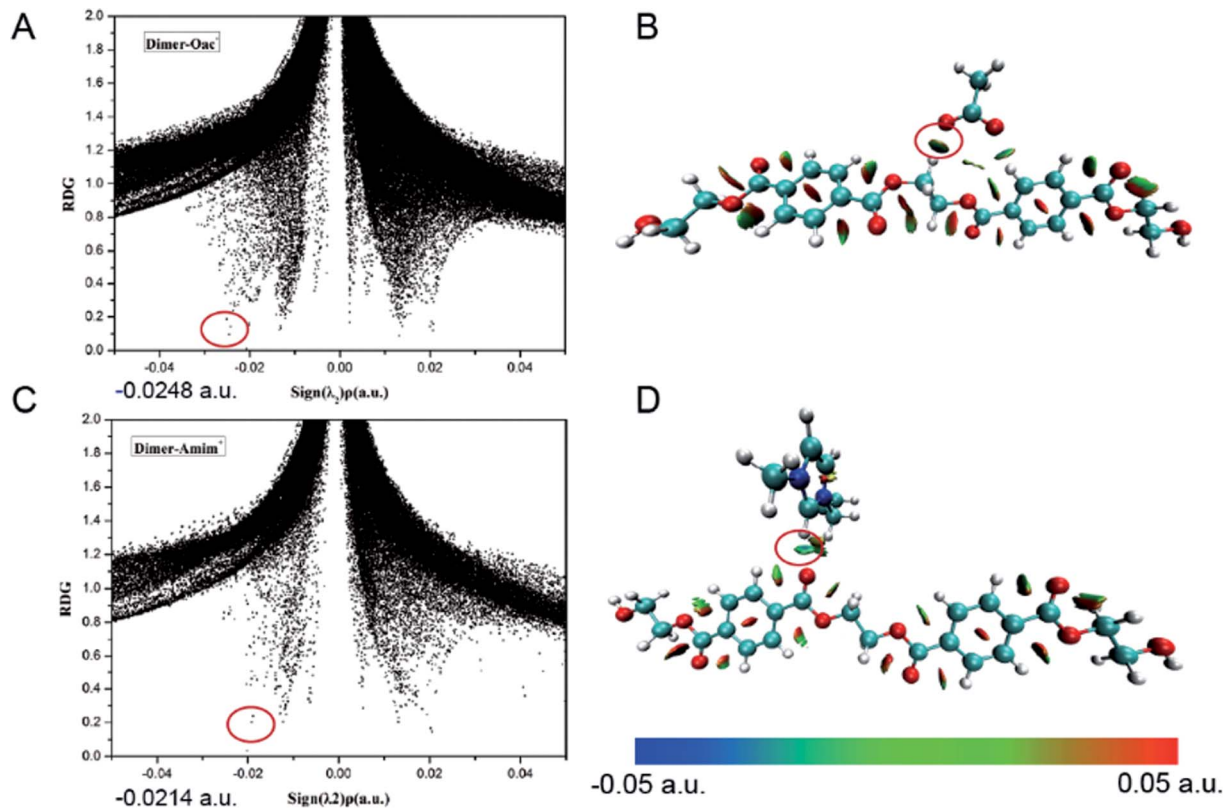 A
B
2.0
1.8
1.6
1.4
1.2
1.0
0.8
0.6
0.4
0.2
0.0
RDG
Dimer-Oac⁻
-0.04
-0.02
0.00
0.02
0.04
-0.0248 a.u.
Sign(λ₂)ρ(a.u.)
C
D
2.0
1.8
1.6
1.4
1.2
1.0
0.8
0.6
0.4
0.2
0.0
RDG
Dimer-Amim⁺
-0.04
-0.02
0.00
0.02
0.04
-0.0214 a.u.
Sign(λ2)ρ(a.u.)
-0.05 a.u.
0.05 a.u.